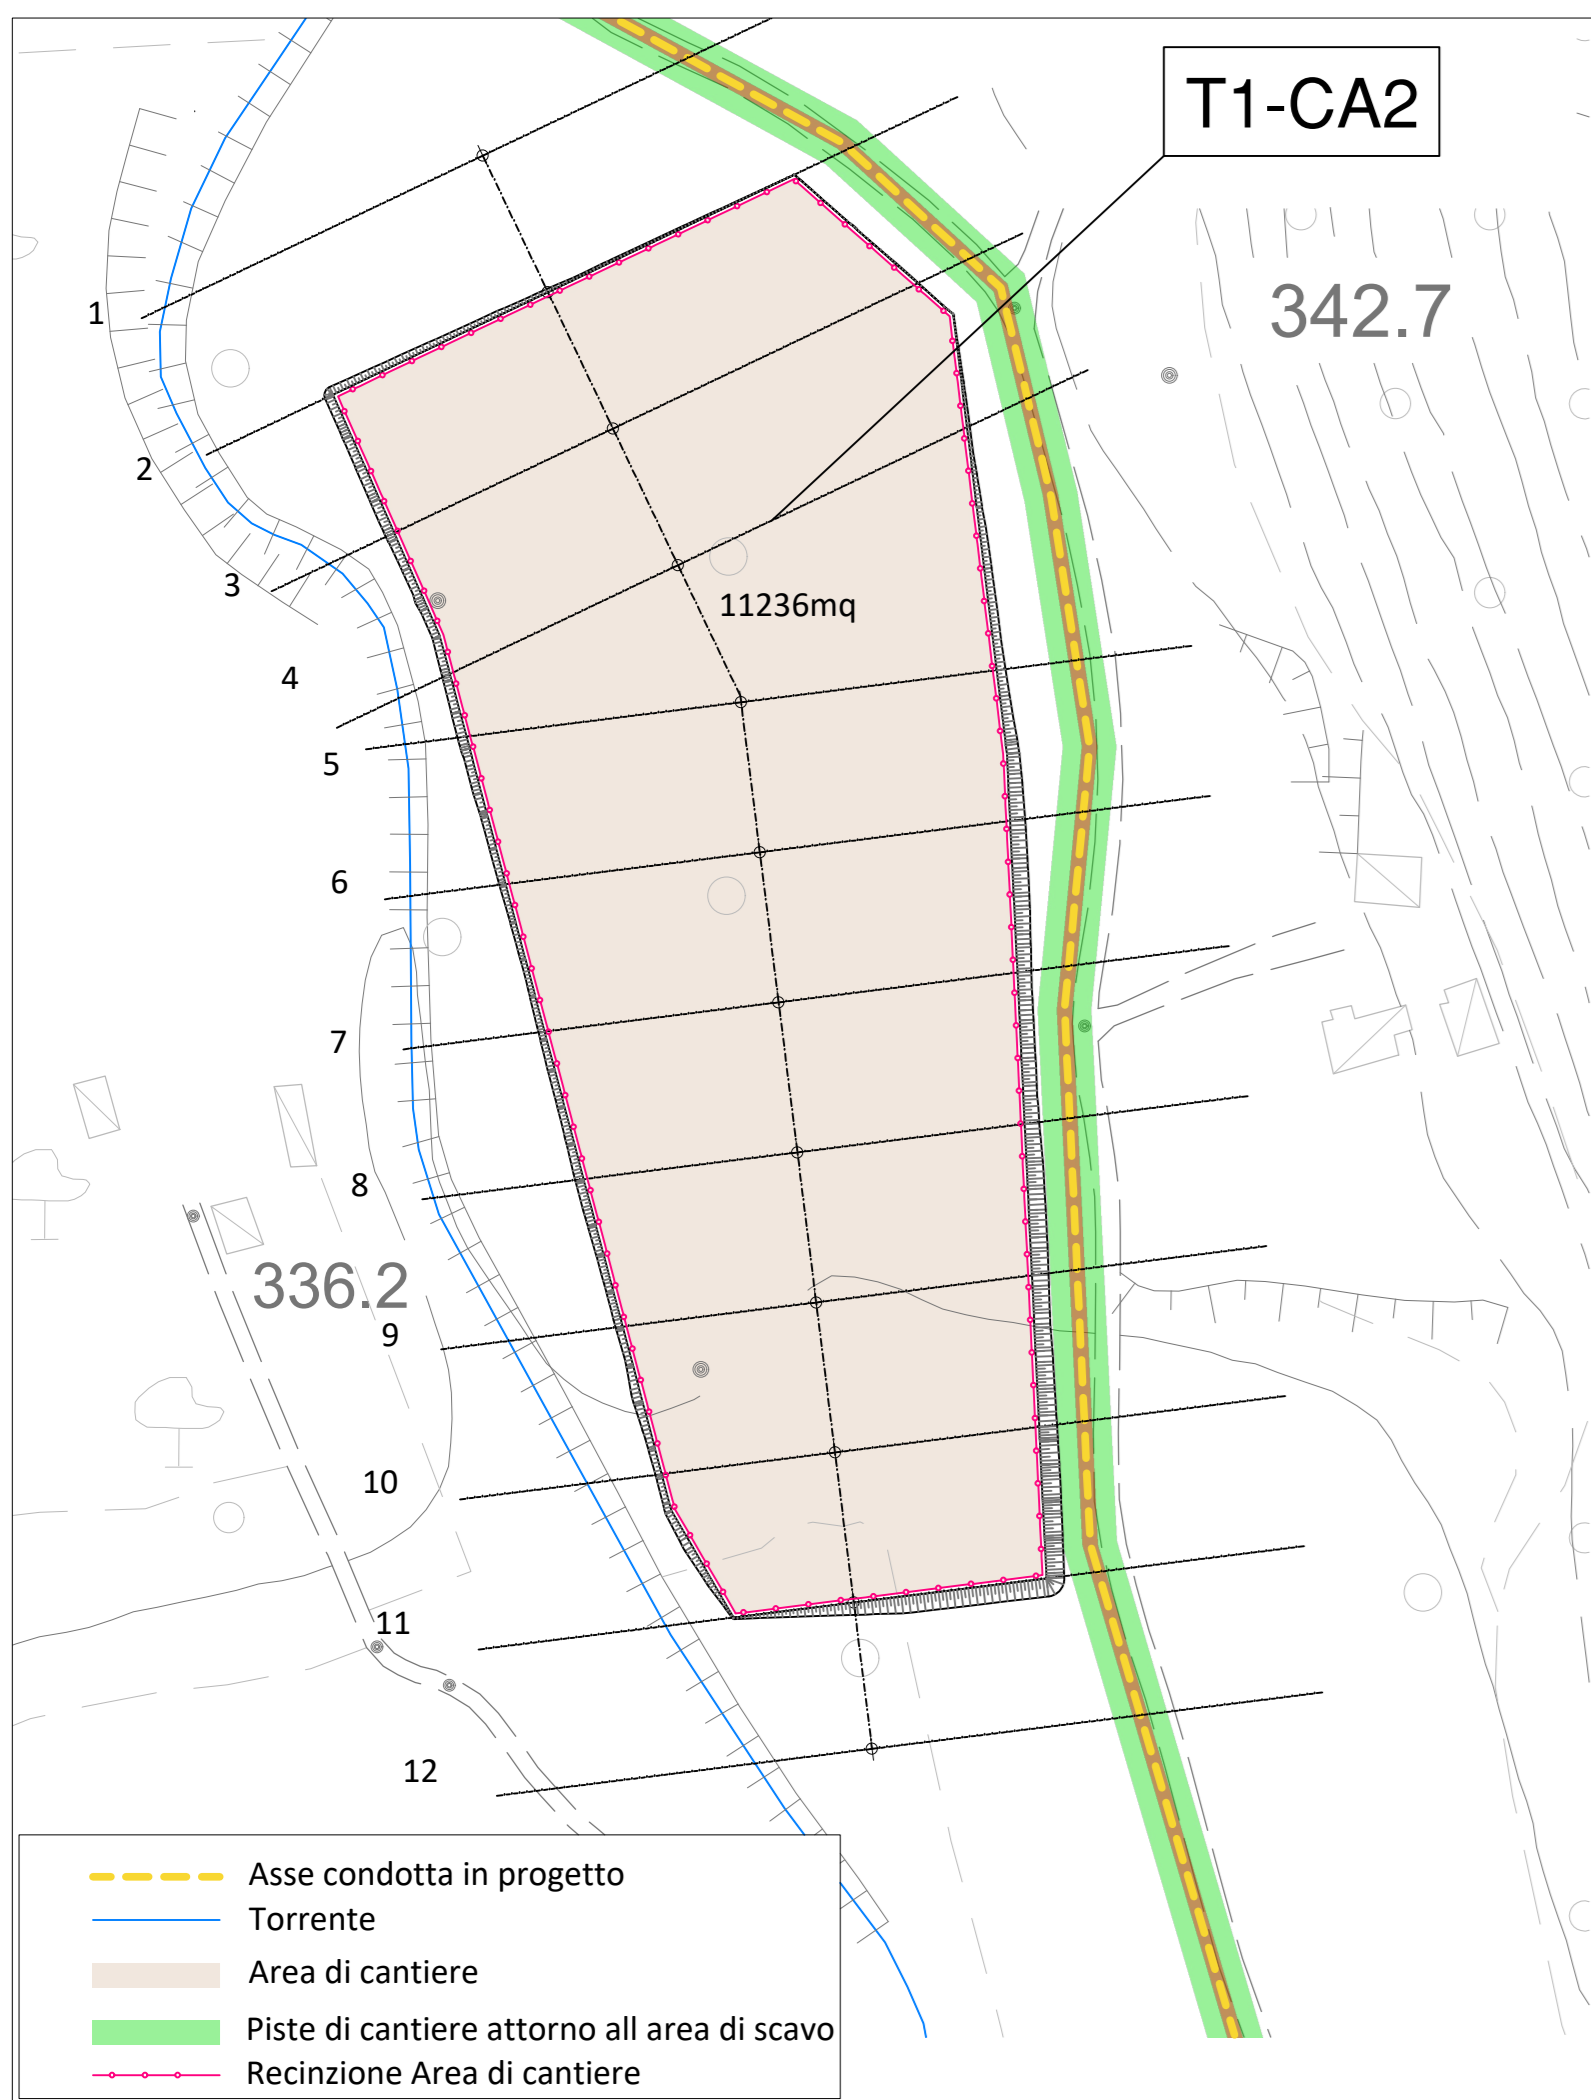 T1-CA2
342.7
1
2
3
11236mq
4
5
6
7
8
336.2
9
10
11
12
Asse condotta in progetto
Torrente
Area di cantiere
Piste di cantiere attorno all area di scavo
Recinzione Area di cantiere